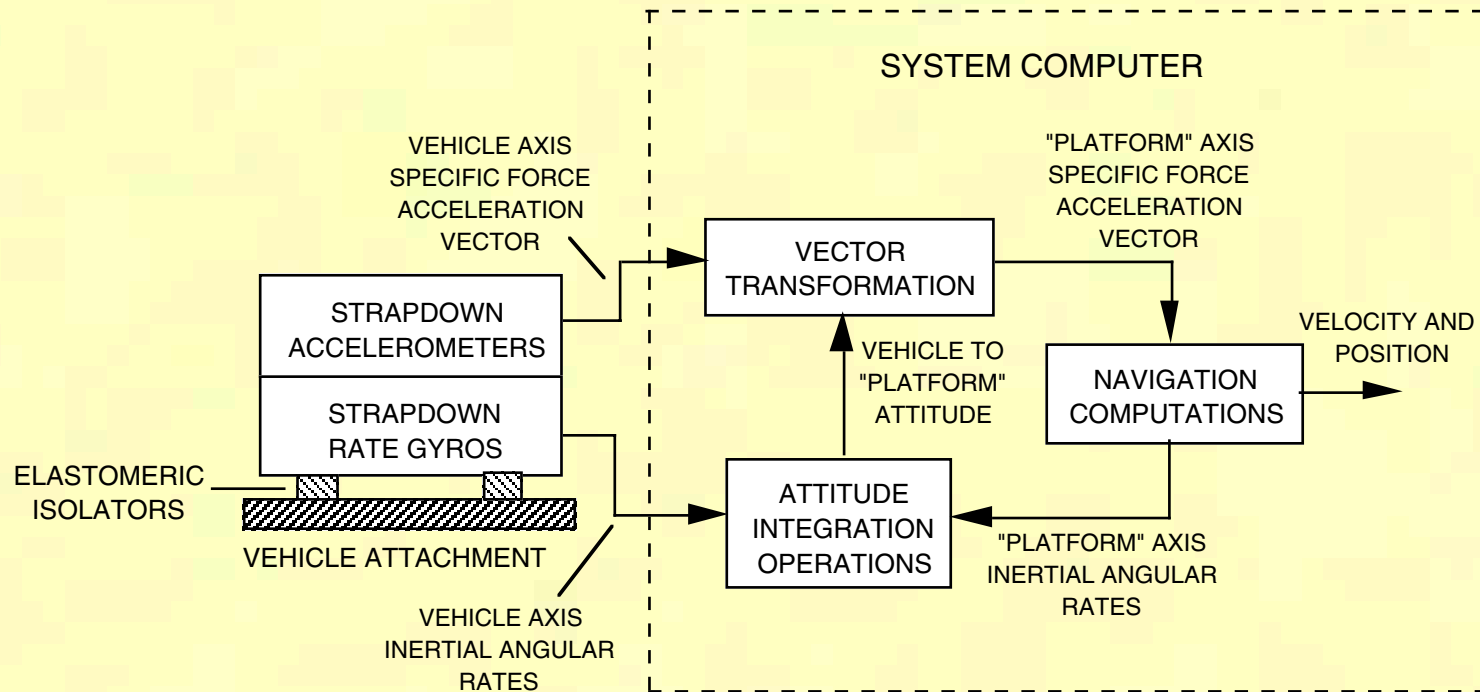 SYSTEM COMPUTER
VEHICLE AXIS
SPECIFIC FORCE
ACCELERATION
VECTOR
"PLATFORM" AXIS
SPECIFIC FORCE
ACCELERATION
VECTOR
VECTOR
TRANSFORMATION
STRAPDOWN
ACCELEROMETERS
STRAPDOWN
RATE GYROS
VEHICLE TO
"PLATFORM"
ATTITUDE
NAVIGATION
COMPUTATIONS
VELOCITY AND
POSITION
ELASTOMERIC
ISOLATORS
VEHICLE ATTACHMENT
ATTITUDE
INTEGRATION
OPERATIONS
"PLATFORM" AXIS
INERTIAL ANGULAR
RATES
VEHICLE AXIS
INERTIAL ANGULAR
RATES